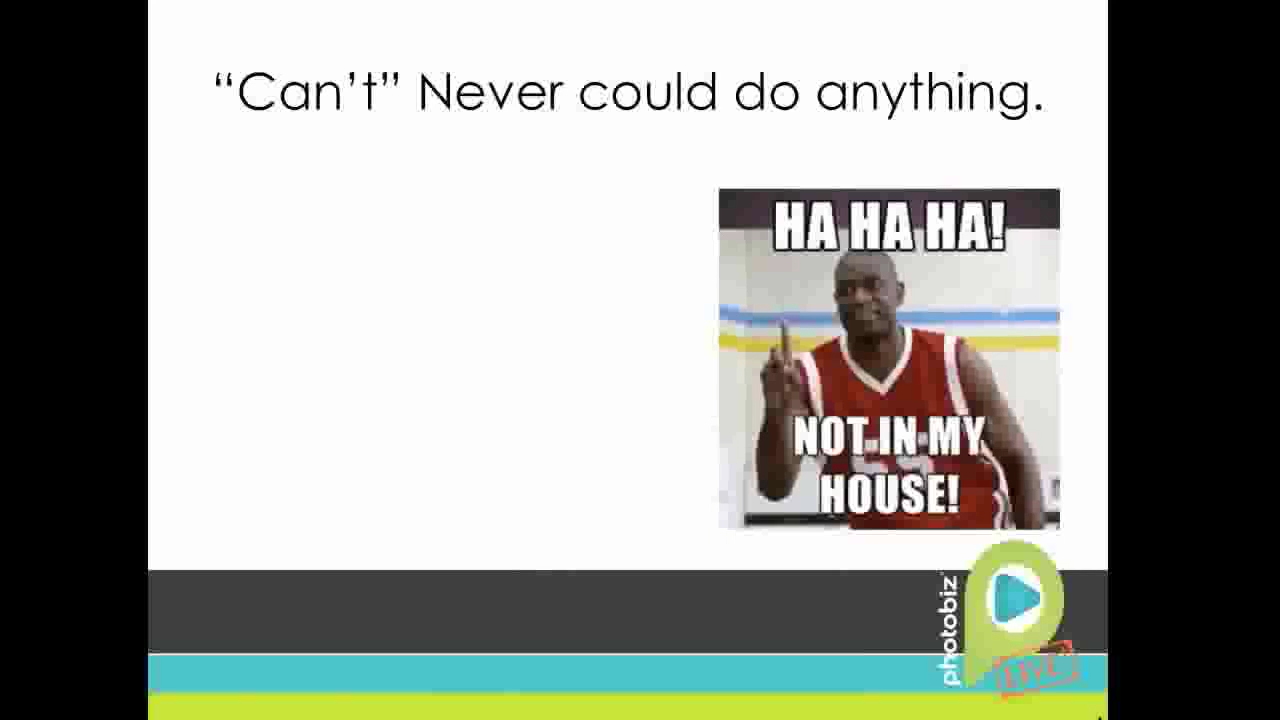 “Can’t” Never could do anything.
HA HA HA!
NOT IN MY
HOUSE!
photobiz
LIVE